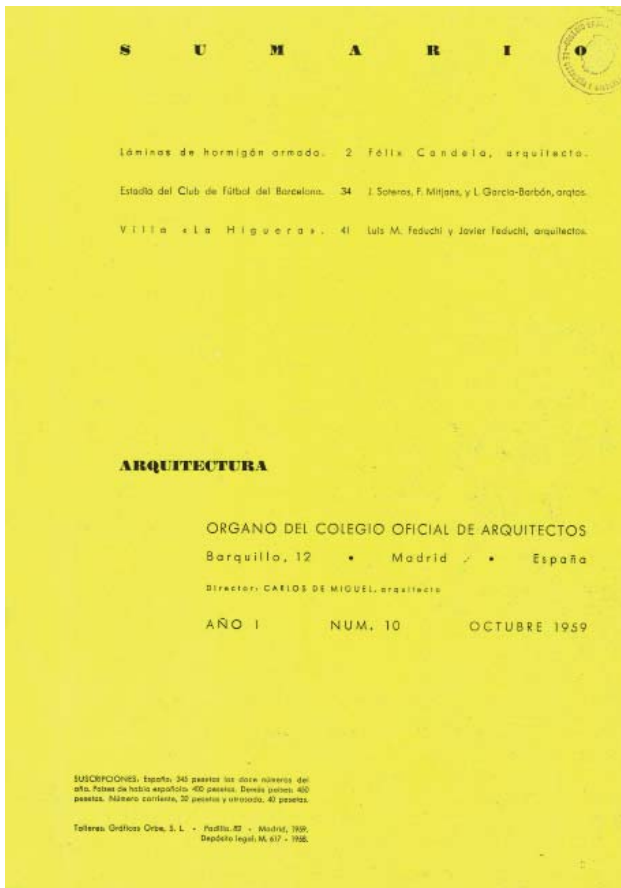 SUMARIO
Láminas de hormigón armado. 2 Félix Candela, arquitecto.
Estadio del Club de Fútbol del Barcelona. 34 J. Soteras, F. Mitjans, y L. García-Barbón, arqtos.
Villa «La Higuera». 41 Luis M. Feduchi y Javier Feduchi, arquitectos.
ARQUITECTURA
ORGANO DEL COLEGIO OFICIAL DE ARQUITECTOS
Barquillo, 12 • Madrid • España
Director: CARLOS DE MIGUEL, arquitecto
AÑO I NUM. 10 OCTUBRE 1959
SUSCRIPCIONES. España: 345 pesetas los doce números del
año. Países de habla española: 400 pesetas. Demás países: 450
pesetas. Número corriente, 30 pesetas y atrasado, 40 pesetas.
Talleres: Gráficas Orbe, S. L. - Padilla, 82 - Madrid, 1959.
Depósito legal: M. 617 - 1958.